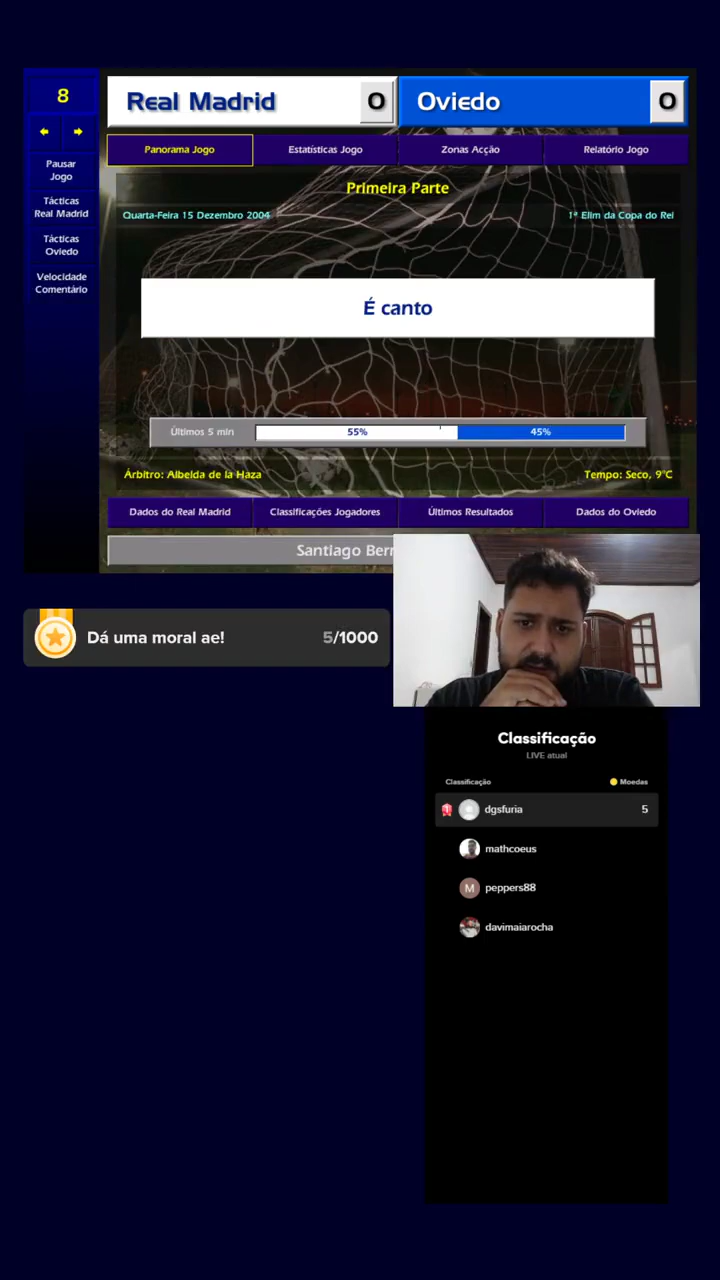 8
Real Madrid 0
Oviedo 0
Pausar
Jogo
Tácticas
Real Madrid
Tácticas
Oviedo
Velocidade
Comentário
Panorama Jogo
Estatísticas Jogo
Zonas Acção
Relatório Jogo
Primeira Parte
Quarta-Feira 15 Dezembro 2004
1ª Elim da Copa do Rei
É canto
Últimos 5 min
55%
45%
Árbitro: Albelda de la Haza
Tempo: Seco, 9°C
Dados do Real Madrid
Classificações Jogadores
Últimos Resultados
Dados do Oviedo
Santiago Ber
Dá uma moral ae!
5/1000
Classificação
LIVE atual
Classificação
Moedas
1
dgsfuria
5
mathcoeus
M
peppers88
davimaiarocha